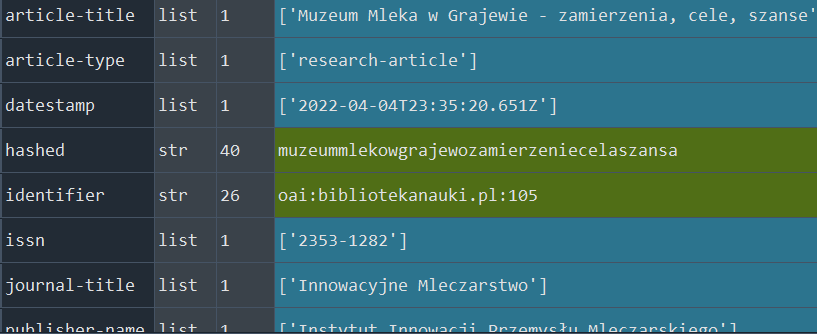 article-title list 1 ['Muzeum Mleka w Grajewie - zamierzenia, cele, szanse'
article-type list 1 ['research-article']
datestamp list 1 ['2022-04-04T23:35:20.651Z']
hashed str 40 muzeummlekowgrajewozamierzeniecelaszansa
identifier str 26 oai:bibliotekanauki.pl:105
issn list 1 ['2353-1282']
journal-title list 1 ['Innowacyjne Mleczarstwo']
publisher-name list 1 ['Instytut Innowacji Przemysłu Mleczarskiego']